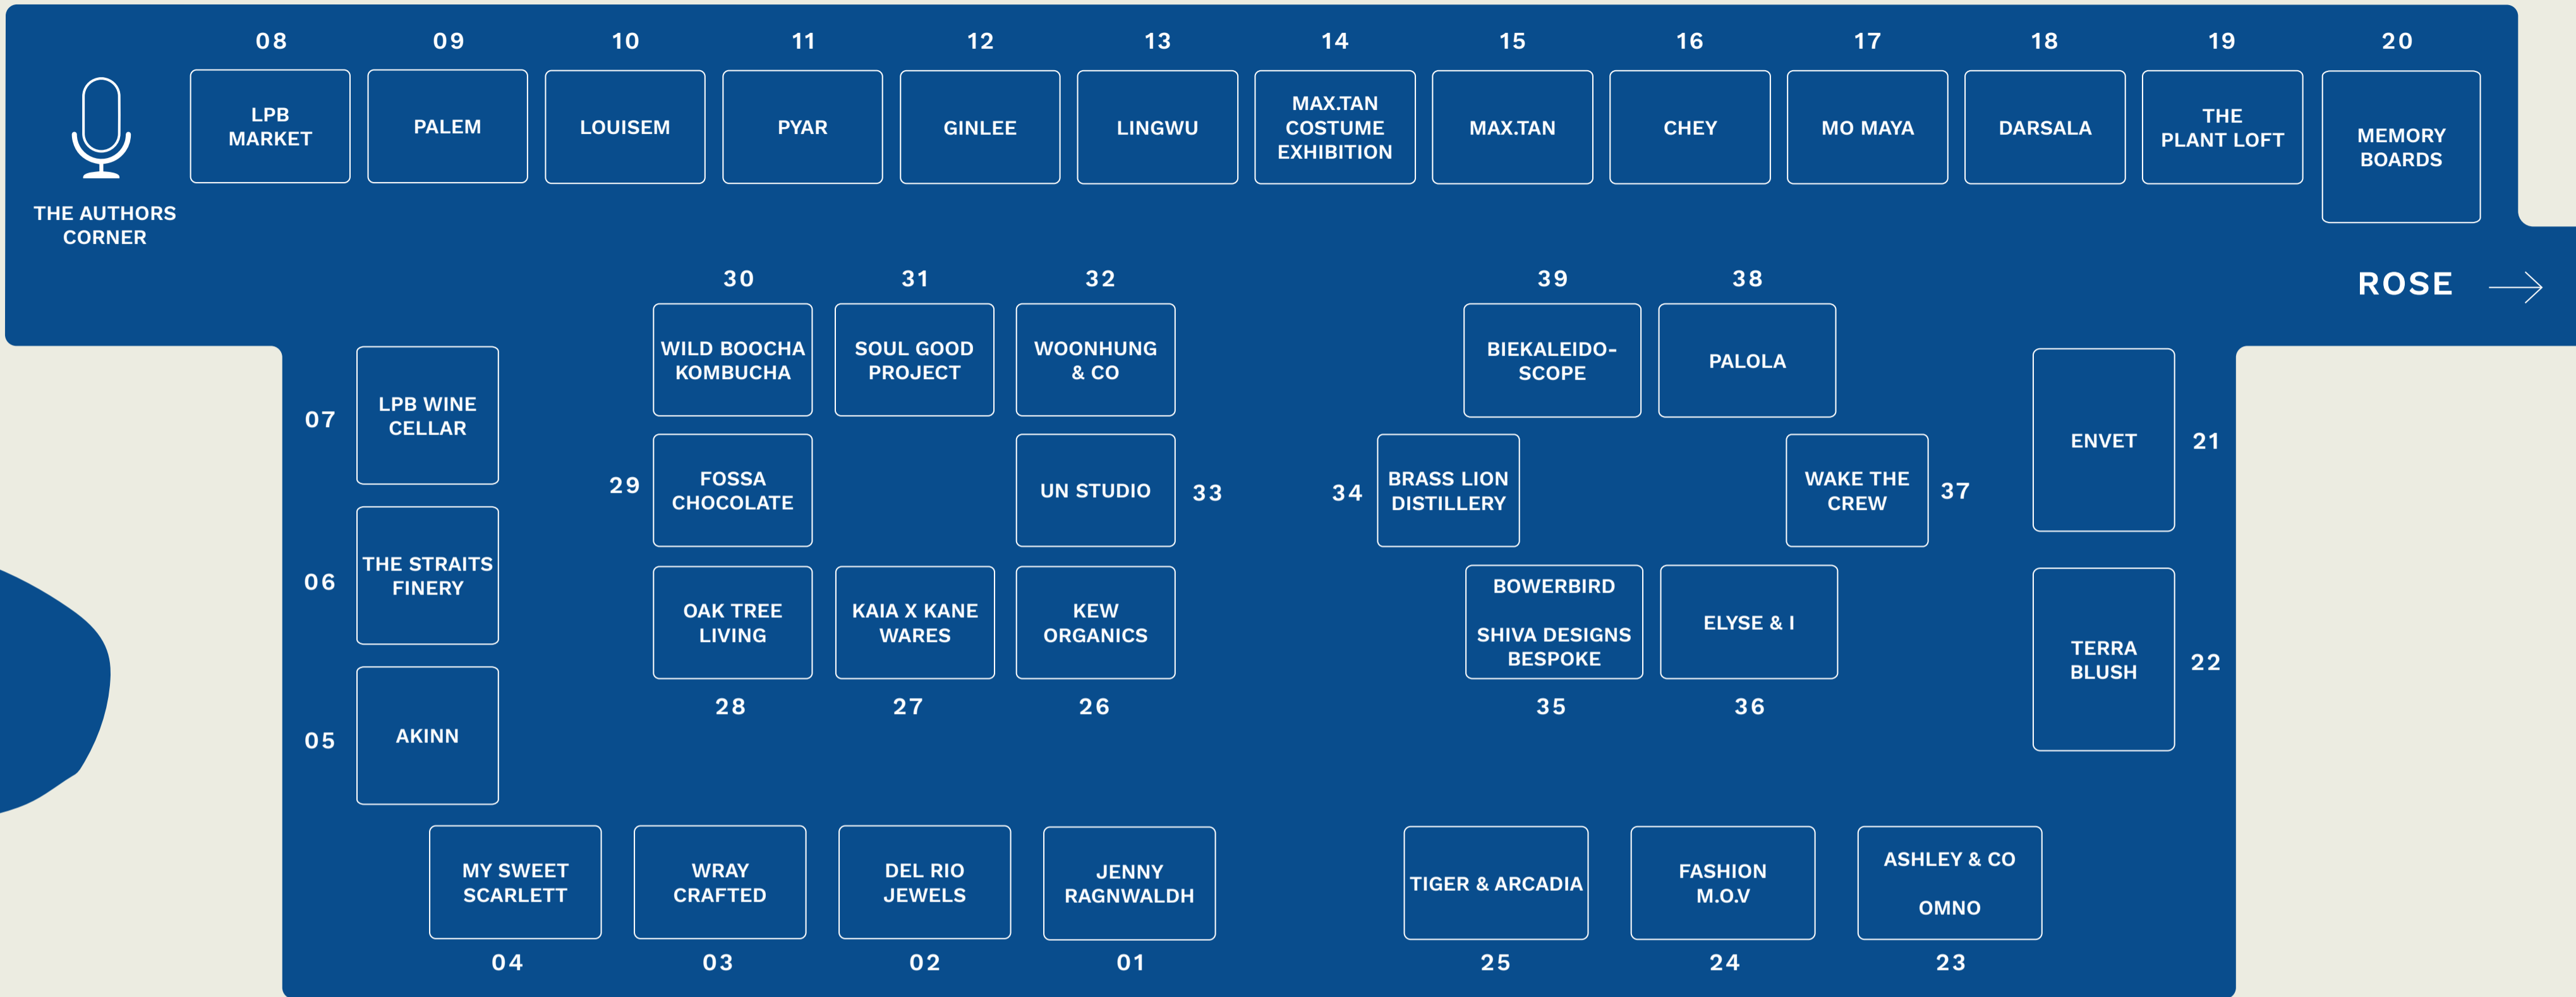 08 09 10 11 12 13 14 15 16 17 18 19 20
LPB
MARKET
PALEM
LOUISEM
PYAR
GINLEE
LINGWU
MAX.TAN
COSTUME
EXHIBITION
MAX.TAN
CHEY
MO MAYA
DARSALA
THE
PLANT LOFT
MEMORY
BOARDS
THE AUTHORS
CORNER
ROSE
30 31 32 39 38
WILD BOOCHA
KOMBUCHA
SOUL GOOD
PROJECT
WOONHUNG
& CO
BIEKALEIDO-
SCOPE
PALOLA
07
LPB WINE
CELLAR
29
FOSSA
CHOCOLATE
UN STUDIO
33
34
BRASS LION
DISTILLERY
WAKE THE
CREW
37
ENVET
21
06
THE STRAITS
FINERY
OAK TREE
LIVING
KAIA X KANE
WARES
KEW
ORGANICS
BOWERBIRD
SHIVA DESIGNS
BESPOKE
ELYSE & I
TERRA
BLUSH
22
28 27 26 35 36
05
AKINN
MY SWEET
SCARLETT
WRAY
CRAFTED
DEL RIO
JEWELS
JENNY
RAGNWALDH
TIGER & ARCADIA
FASHION
M.O.V
ASHLEY & CO
OMNO
04 03 02 01 25 24 23